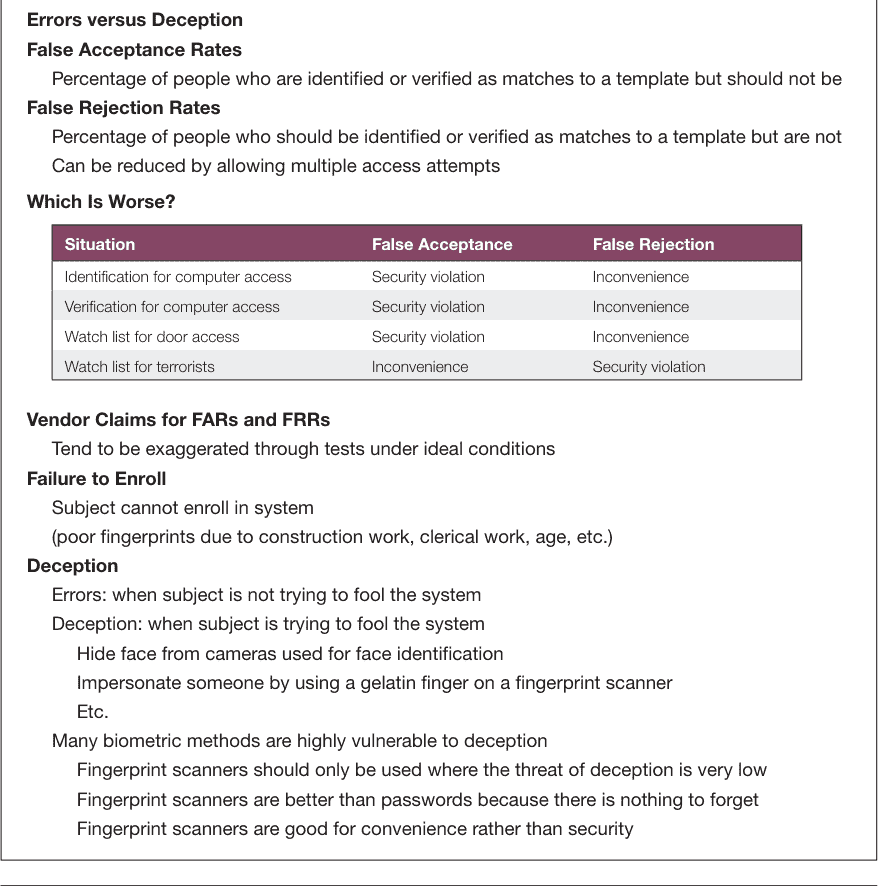 Errors versus Deception
False Acceptance Rates
Percentage of people who are identified or verified as matches to a template but should not be
False Rejection Rates
Percentage of people who should be identified or verified as matches to a template but are not
Can be reduced by allowing multiple access attempts
Which Is Worse?
Situation False Acceptance False Rejection
Identification for computer access Security violation Inconvenience
Verification for computer access Security violation Inconvenience
Watch list for door access Security violation Inconvenience
Watch list for terrorists Inconvenience Security violation
Vendor Claims for FARs and FRRs
Tend to be exaggerated through tests under ideal conditions
Failure to Enroll
Subject cannot enroll in system
(poor fingerprints due to construction work, clerical work, age, etc.)
Deception
Errors: when subject is not trying to fool the system
Deception: when subject is trying to fool the system
Hide face from cameras used for face identification
Impersonate someone by using a gelatin finger on a fingerprint scanner
Etc.
Many biometric methods are highly vulnerable to deception
Fingerprint scanners should only be used where the threat of deception is very low
Fingerprint scanners are better than passwords because there is nothing to forget
Fingerprint scanners are good for convenience rather than security